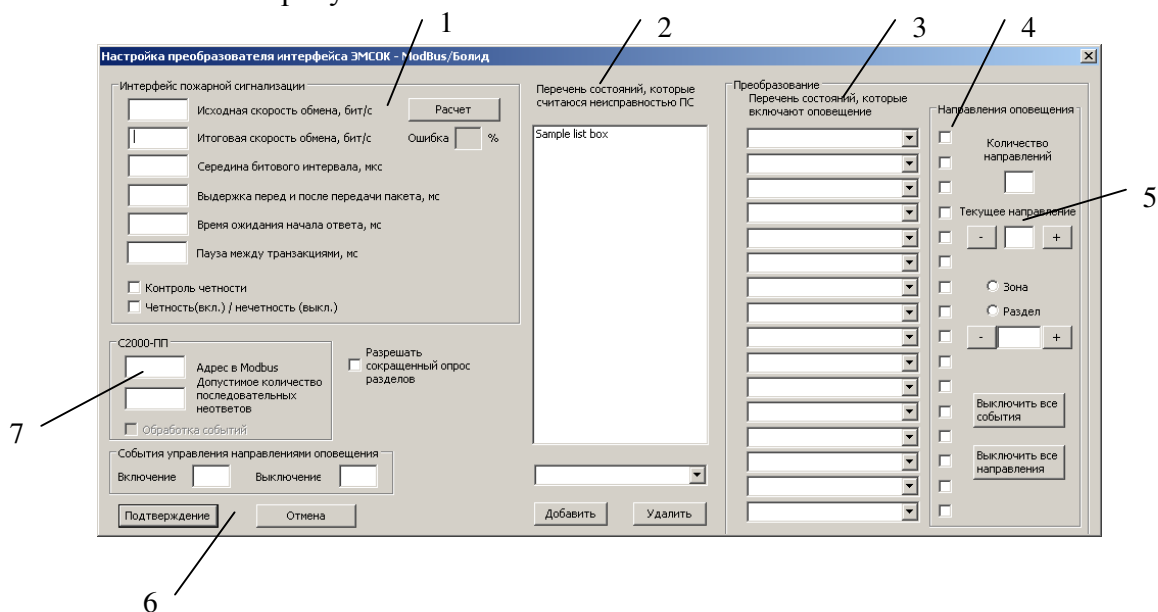 1
2
3
4
Настройка преобразователя интерфейса ЭМСОК - ModBus/Болид
Интерфейс пожарной сигнализации
Исходная скорость обмена, бит/с
Расчет
Итоговая скорость обмена, бит/с
Ошибка
%
Середина битового интервала, мкс
Выдержка перед и после передачи пакета, мс
Время ожидания начала ответа, мс
Пауза между транзакциями, мс
Контроль четности
Четность(вкл.) / нечетность (выкл.)
С2000-ПП
Адрес в Modbus
Допустимое количество
последовательных
неответов
Обработка событий
Разрешать
сокращенный опрос
разделов
События управления направлениями оповещения
Включение
Выключение
Подтверждение
Отмена
Перечень состояний, которые
считаюся неисправностью ПС
Sample list box
Добавить
Удалить
Преобразование
Перечень состояний, которые
включают оповещение
Направления оповещения
Количество
направлений
Текущее направление
-
+
Зона
Раздел
-
+
Выключить все
события
Выключить все
направления
5
7
6